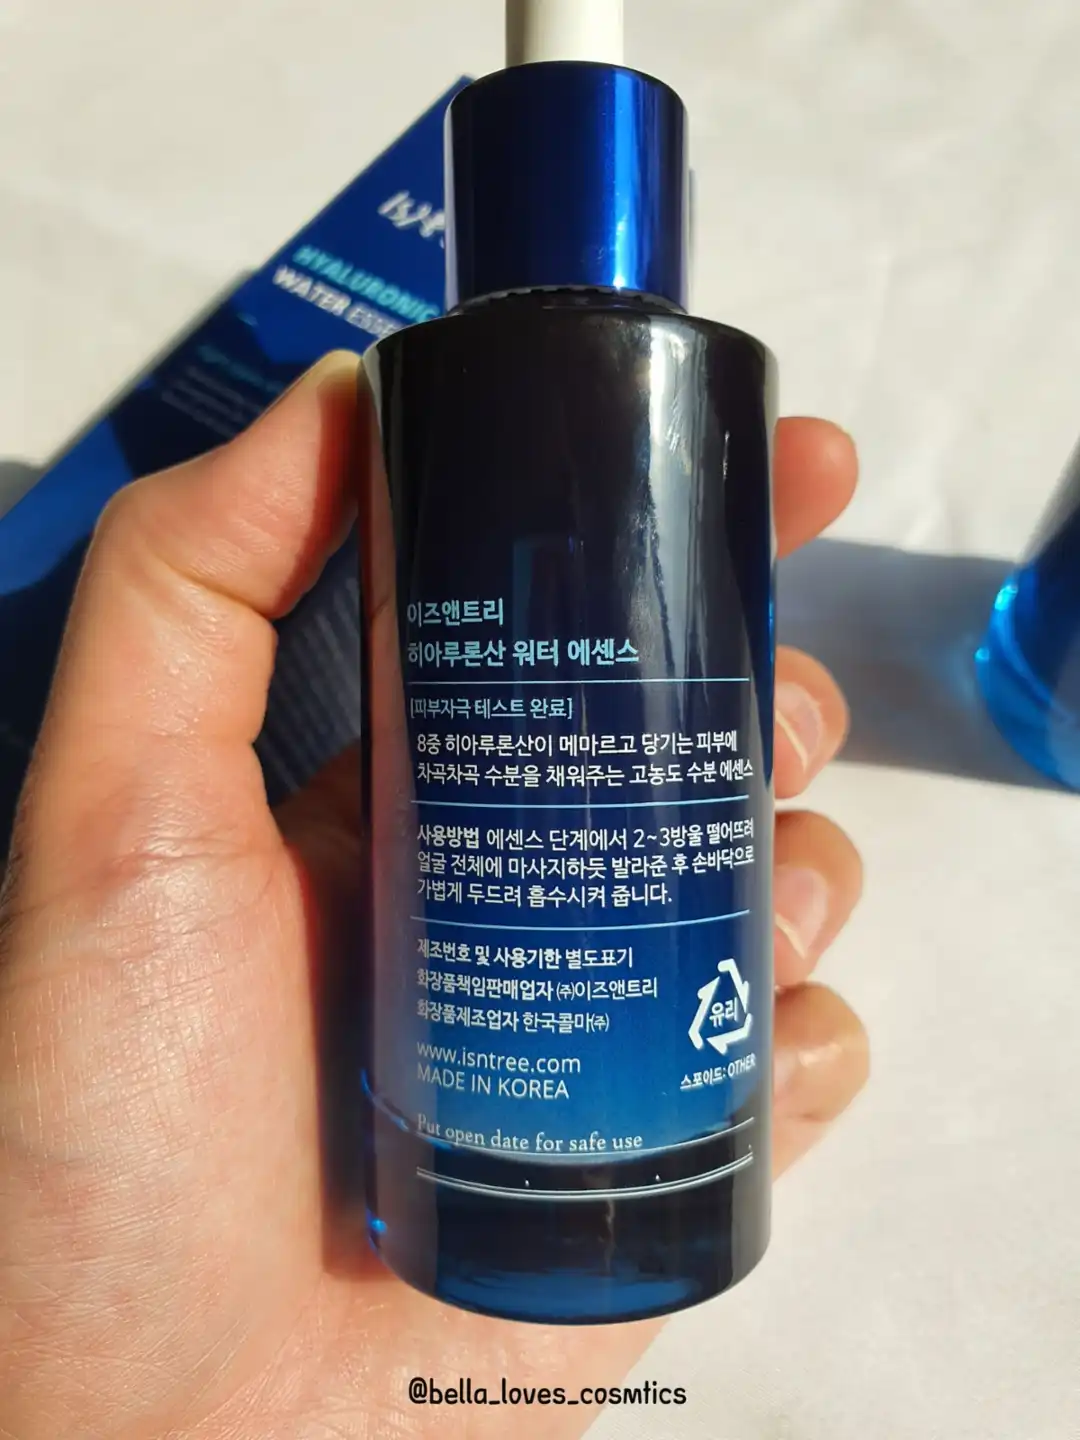 HYALURONIC
WATER
이즈앤트리
히아루론산 워터 에센스
[피부자극 테스트 완료]
8중 히아루론산이 메마르고 당기는 피부에
차곡차곡 수분을 채워주는 고농도 수분 에센스
사용방법 에센스 단계에서 2~3방울 떨어뜨려
얼굴 전체에 마사지하듯 발라준 후 손바닥으로
가볍게 두드려 흡수시켜 줍니다.
제조번호 및 사용기한 별도표기
화장품책임판매업자 ㈜이즈앤트리
화장품제조업자 한국콜마㈜
유리
스포이드: OTHER
www.isntree.com
MADE IN KOREA
Put open date for safe use
@bella_loves_cosmtics